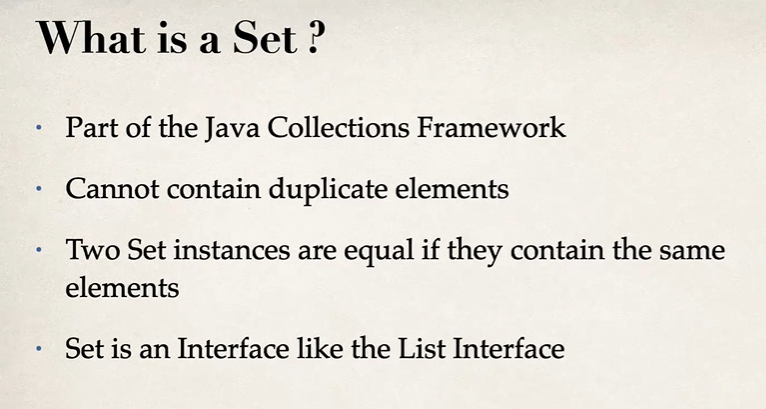 What is a Set ?
• Part of the Java Collections Framework
• Cannot contain duplicate elements
• Two Set instances are equal if they contain the same
elements
• Set is an Interface like the List Interface